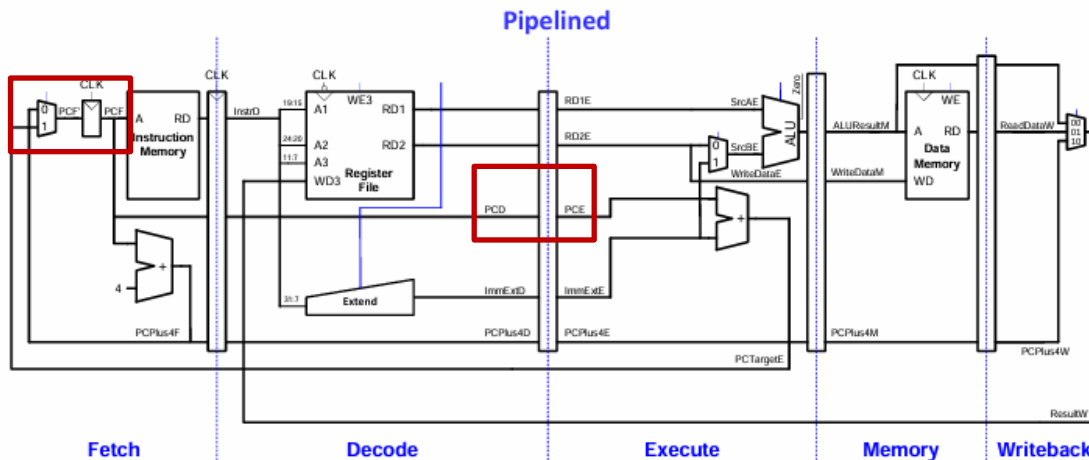 Pipelined
CLK
CLK
CLK
CLK
0
1
PCF'
PCF
A
RD
Instruction
Memory
InstrD
19:15
A1
WE3
RD1
24:20
A2
RD2
11:7
A3
WD3
Register
File
RD1E
RD2E
SrcAE
0
1
SrcBE
ALU
Zero
WriteDataE
ALUResultM
WriteDataM
WE
A
RD
Data
Memory
WD
ReadDataW
00
01
10
PCD
PCE
+
+
4
31:7
Extend
ImmExtD
ImmExtE
PCPlus4F
PCPlus4D
PCPlus4E
PCPlus4M
PCPlus4W
PCTargetE
ResultW
Fetch
Decode
Execute
Memory
Writeback